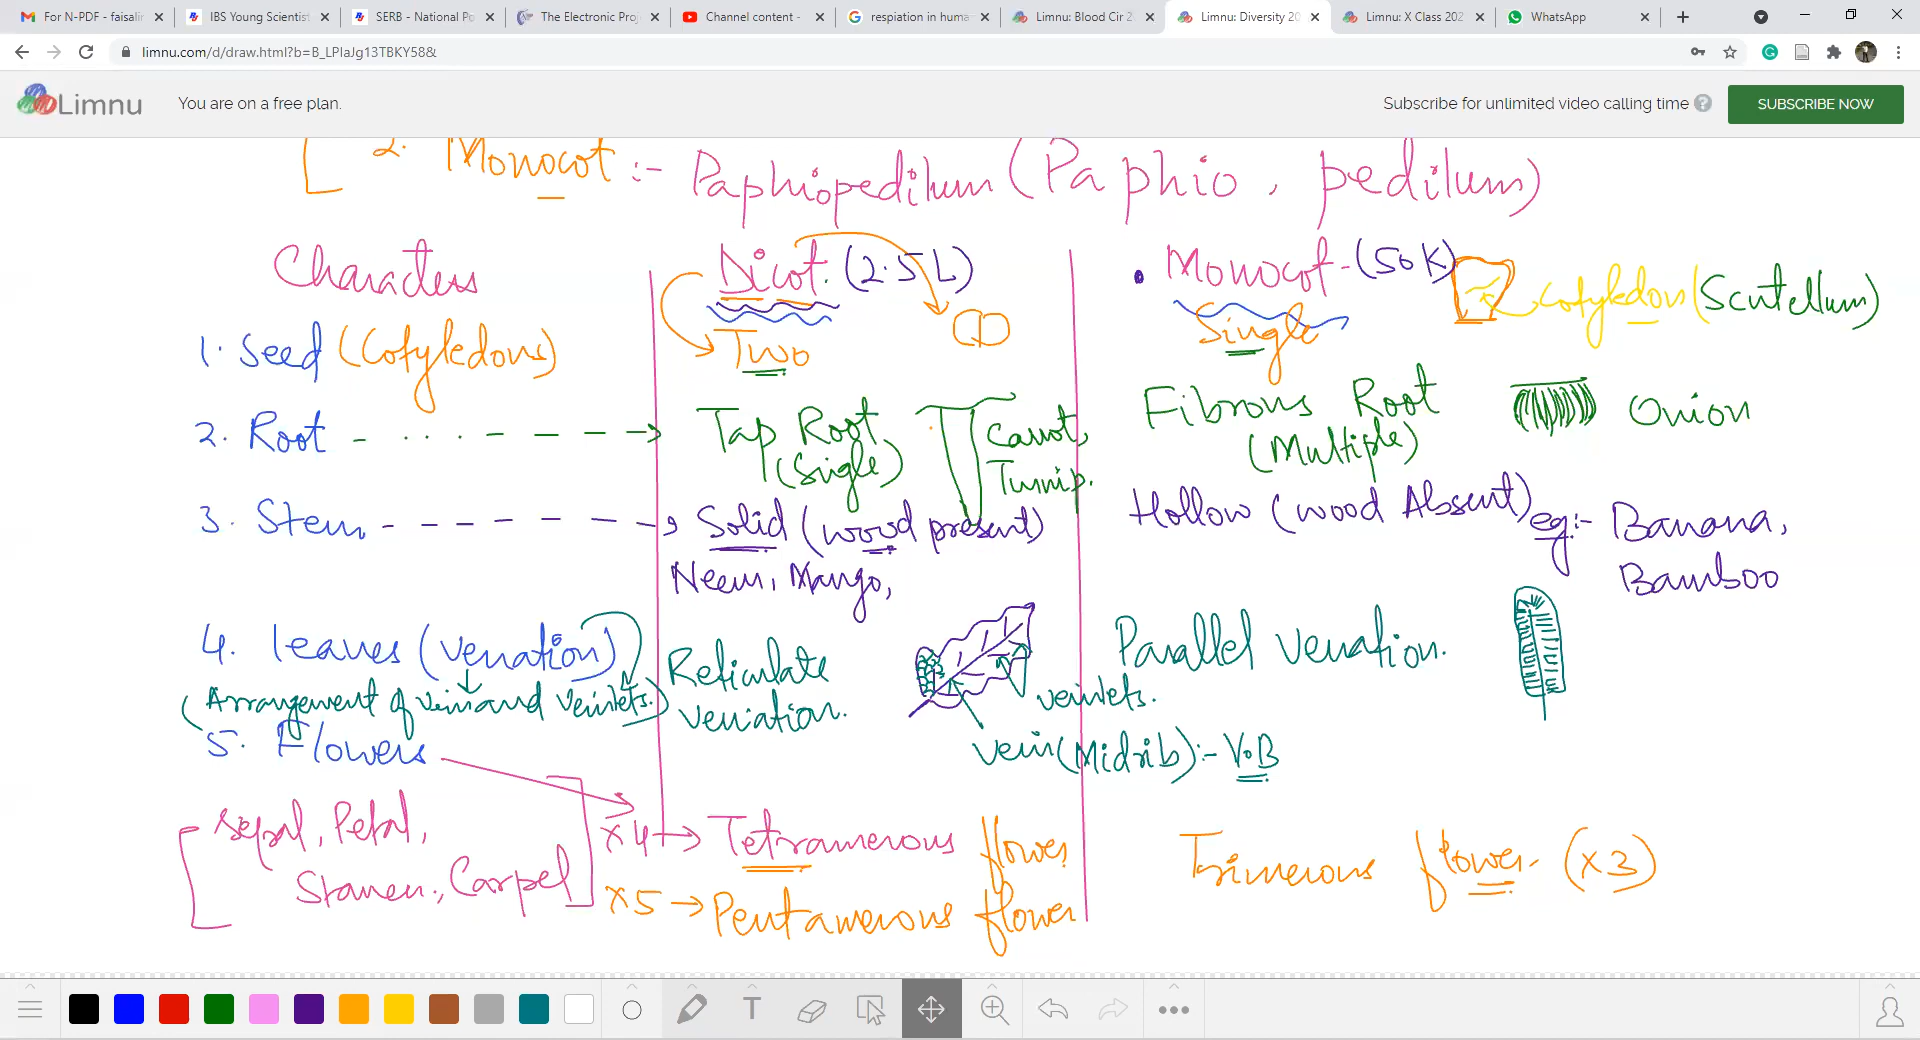 For N-PDF - faisalir
IBS Young Scientist
SERB - National Po
The Electronic Proj
Channel content -
respiation in huma
Limnu: Blood Cir 2
Limnu: Diversity 20
Limnu: X Class 202
WhatsApp
limnu.com/d/draw.html?b=B_LPlaJg13TBKY58&
Limnu
You are on a free plan.
Subscribe for unlimited video calling time ?
SUBSCRIBE NOW
2. Monocot :- Paphiopedilum (Paphio, pedilum)
Characters
Dicot. (2.5 L)
Monocot - (50K)
Cotyledon (Scutellum)
1. Seed (Cotyledons)
Two
Single
2. Root
Tap Root
(Single)
Carrot,
Turnip.
Fibrous Root
(Multiple)
Onion
3. Stem
Solid (wood present)
Neem, Mango,
Hollow (wood Absent)
eg:- Banana,
Bamboo
4. leaves (venation)
(Arrangement of vein and veinlets.)
Reticulate
venation.
veinlets.
vein (Midrib) :- V.B
Parallel venation.
5. Flowers
Sepal, Petal,
Stamen, Carpel
x4 → Tetramerous flower
x5 → Pentamerous flower
Trimerous flower - (x3)
T